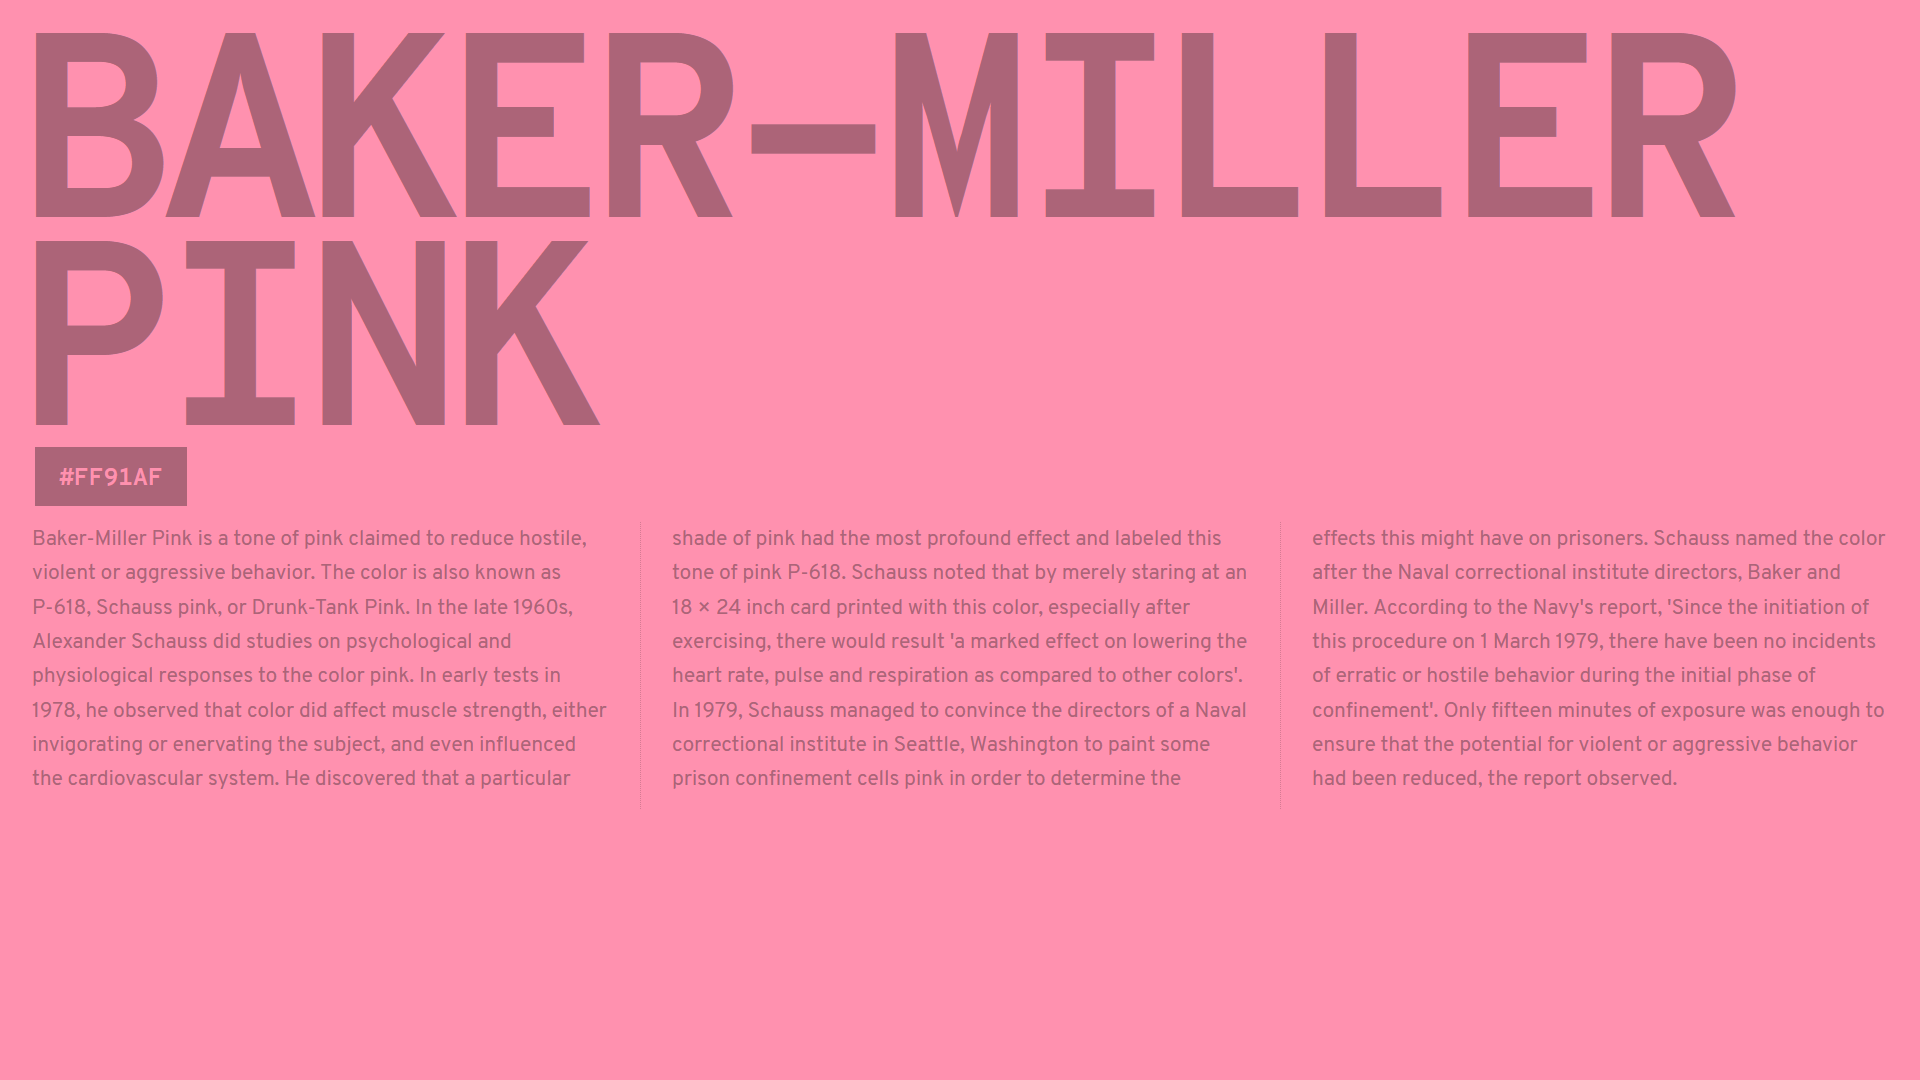 BAKER-MILLER
PINK
#FF91AF
Baker-Miller Pink is a tone of pink claimed to reduce hostile,
violent or aggressive behavior. The color is also known as
P-618, Schauss pink, or Drunk-Tank Pink. In the late 1960s,
Alexander Schauss did studies on psychological and
physiological responses to the color pink. In early tests in
1978, he observed that color did affect muscle strength, either
invigorating or enervating the subject, and even influenced
the cardiovascular system. He discovered that a particular
shade of pink had the most profound effect and labeled this
tone of pink P-618. Schauss noted that by merely staring at an
18 × 24 inch card printed with this color, especially after
exercising, there would result 'a marked effect on lowering the
heart rate, pulse and respiration as compared to other colors'.
In 1979, Schauss managed to convince the directors of a Naval
correctional institute in Seattle, Washington to paint some
prison confinement cells pink in order to determine the
effects this might have on prisoners. Schauss named the color
after the Naval correctional institute directors, Baker and
Miller. According to the Navy's report, 'Since the initiation of
this procedure on 1 March 1979, there have been no incidents
of erratic or hostile behavior during the initial phase of
confinement'. Only fifteen minutes of exposure was enough to
ensure that the potential for violent or aggressive behavior
had been reduced, the report observed.